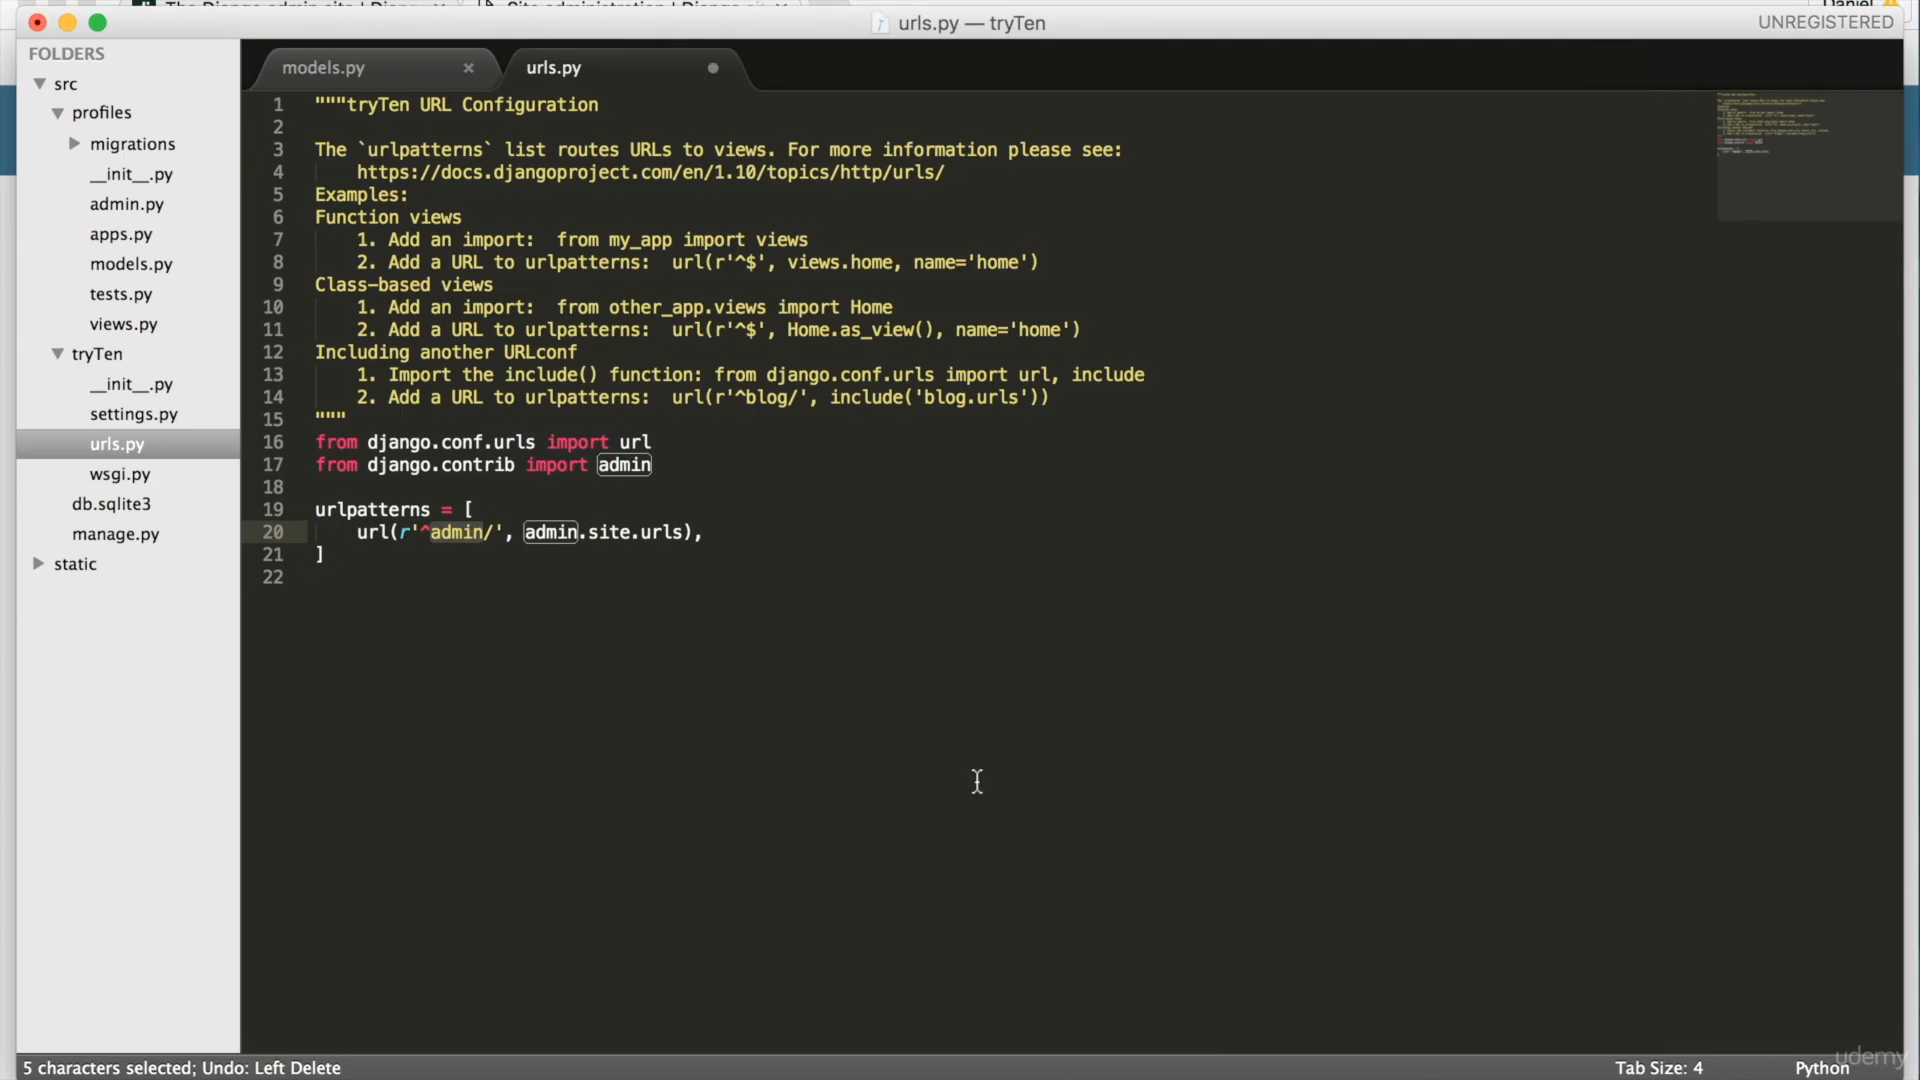 urls.py — tryTen
UNREGISTERED
FOLDERS
src
profiles
migrations
__init__.py
admin.py
apps.py
models.py
tests.py
views.py
tryTen
__init__.py
settings.py
urls.py
wsgi.py
db.sqlite3
manage.py
static
models.py
urls.py
1 """tryTen URL Configuration
2
3 The `urlpatterns` list routes URLs to views. For more information please see:
4     https://docs.djangoproject.com/en/1.10/topics/http/urls/
5 Examples:
6 Function views
7     1. Add an import:  from my_app import views
8     2. Add a URL to urlpatterns:  url(r'^$', views.home, name='home')
9 Class-based views
10     1. Add an import:  from other_app.views import Home
11     2. Add a URL to urlpatterns:  url(r'^$', Home.as_view(), name='home')
12 Including another URLconf
13     1. Import the include() function: from django.conf.urls import url, include
14     2. Add a URL to urlpatterns:  url(r'^blog/', include('blog.urls'))
15 """
16 from django.conf.urls import url
17 from django.contrib import admin
18
19 urlpatterns = [
20     url(r'^admin/', admin.site.urls),
21 ]
22
5 characters selected; Undo: Left Delete
Tab Size: 4
Python
udemy